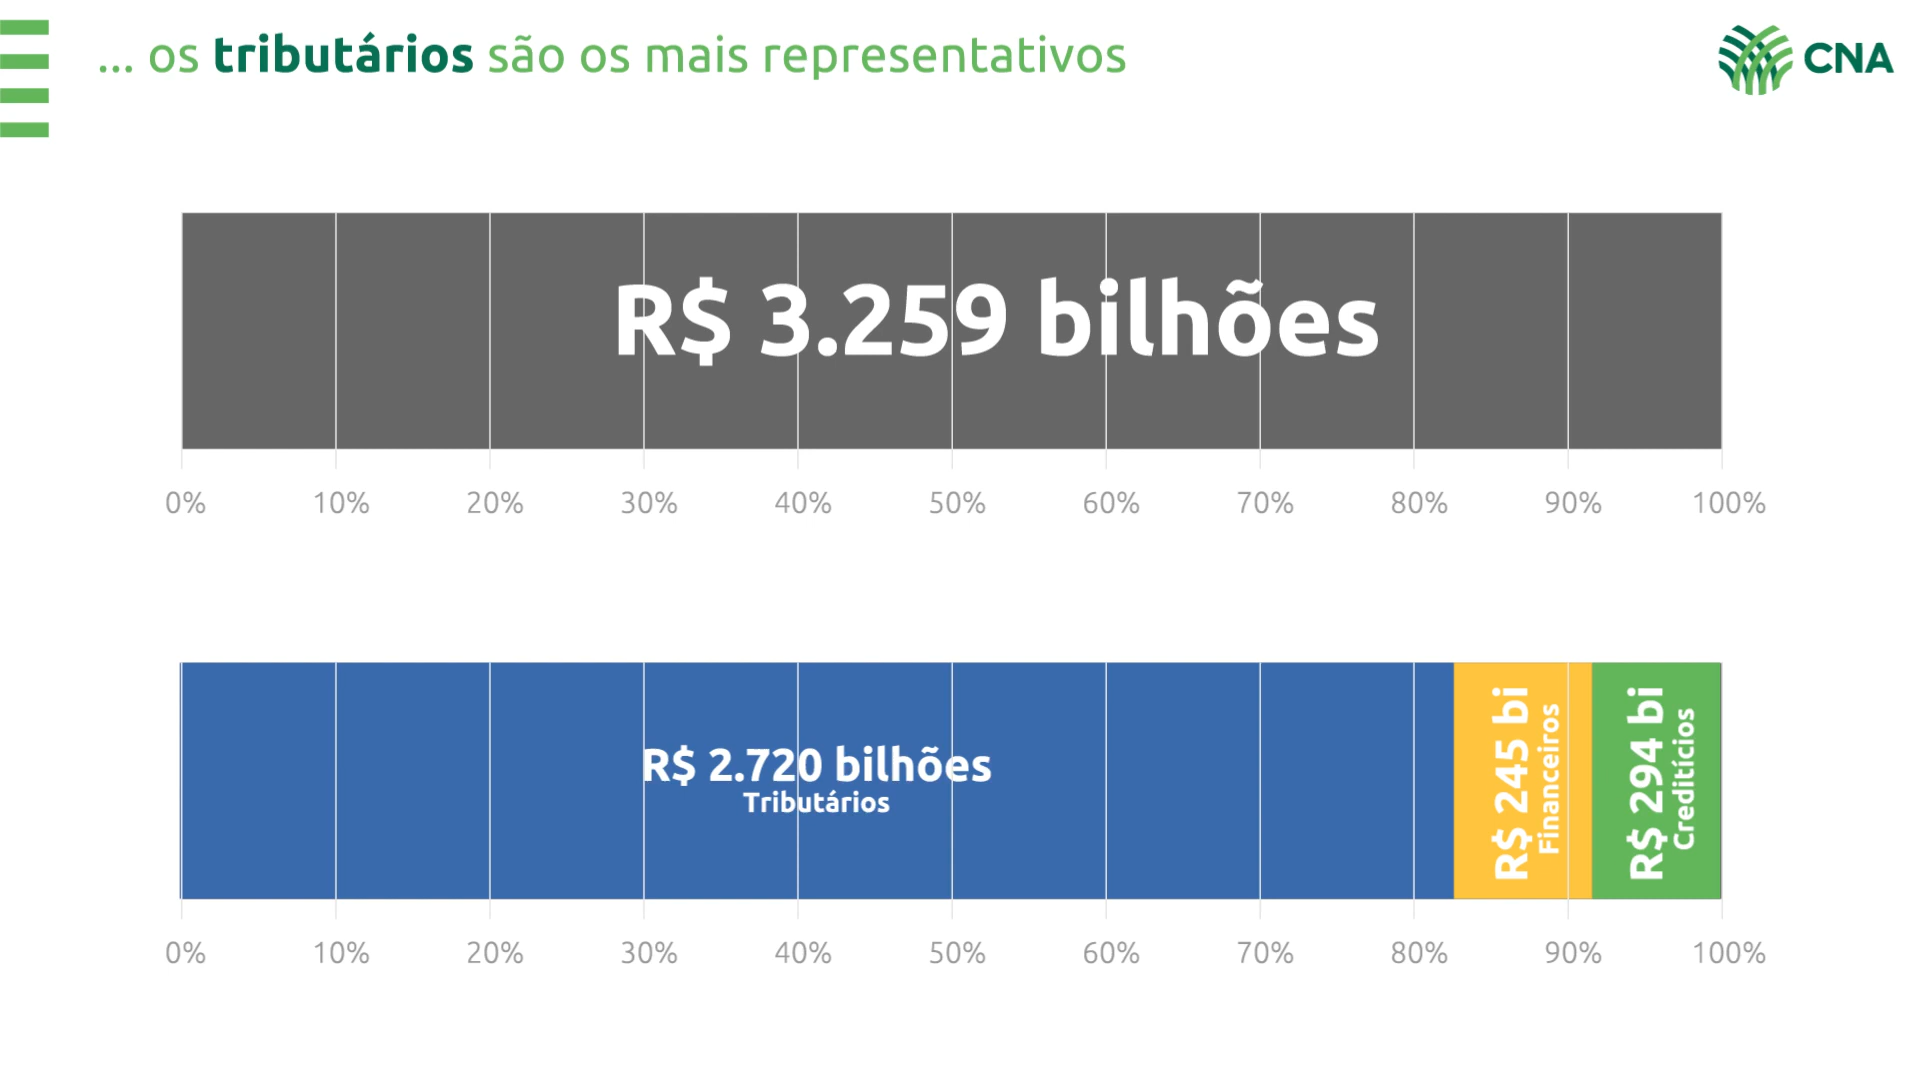 ... os tributários são os mais representativos
CNA
R$ 3.259 bilhões
0% 10% 20% 30% 40% 50% 60% 70% 80% 90% 100%
R$ 2.720 bilhões
Tributários
R$ 245 bi
Financeiros
R$ 294 bi
Creditícios
0% 10% 20% 30% 40% 50% 60% 70% 80% 90% 100%